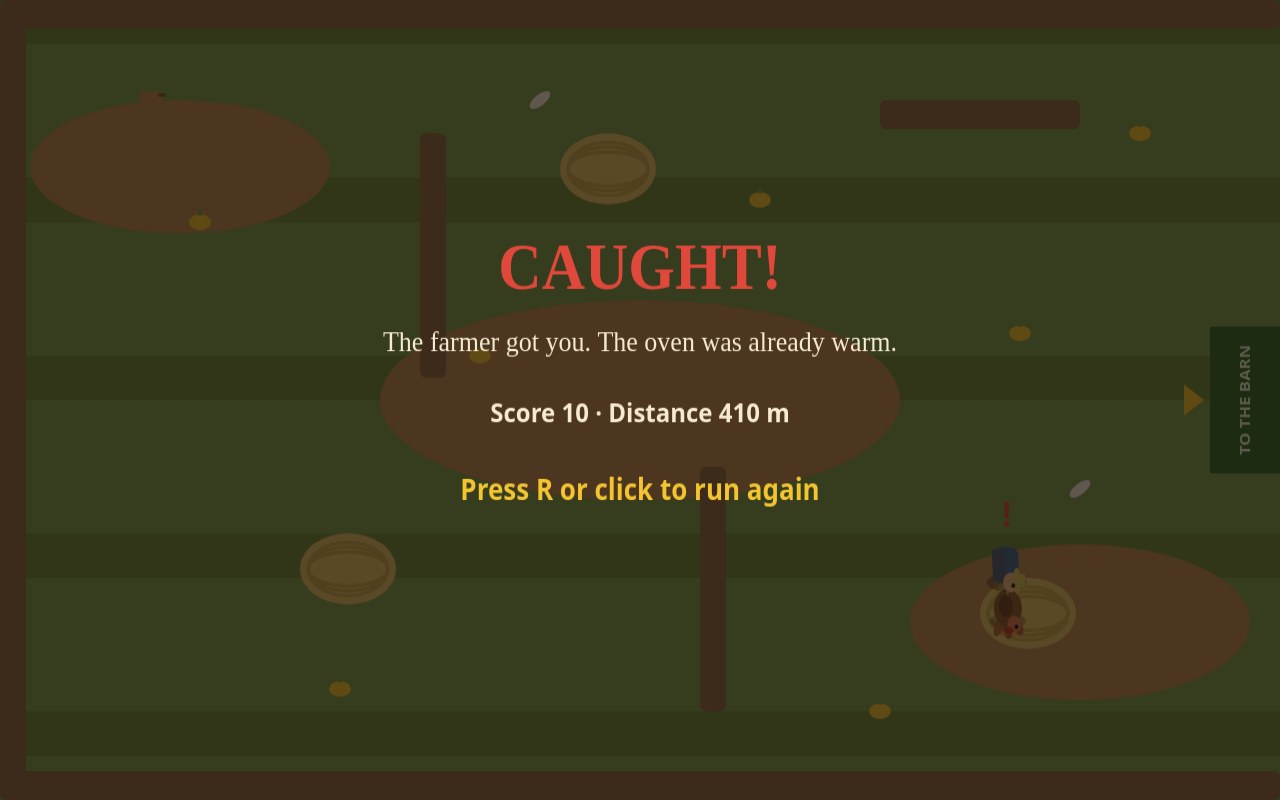 CAUGHT!
The farmer got you. The oven was already warm.
TO THE BARN
Score 10 · Distance 410 m
Press R or click to run again
!